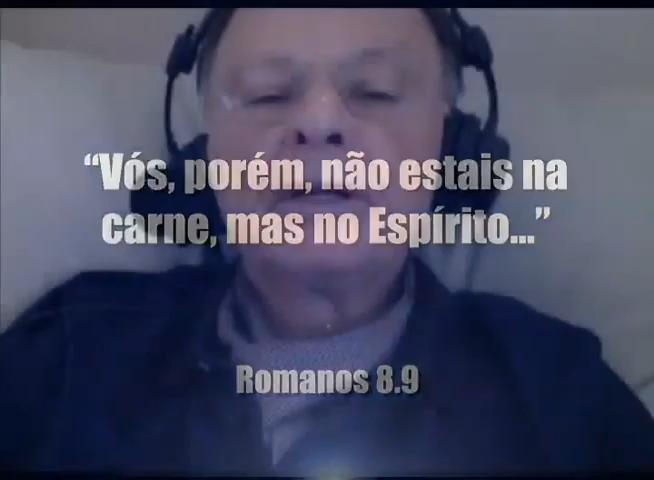 “Vós, porém, não estais na
carne, mas no Espírito...”
Romanos 8.9